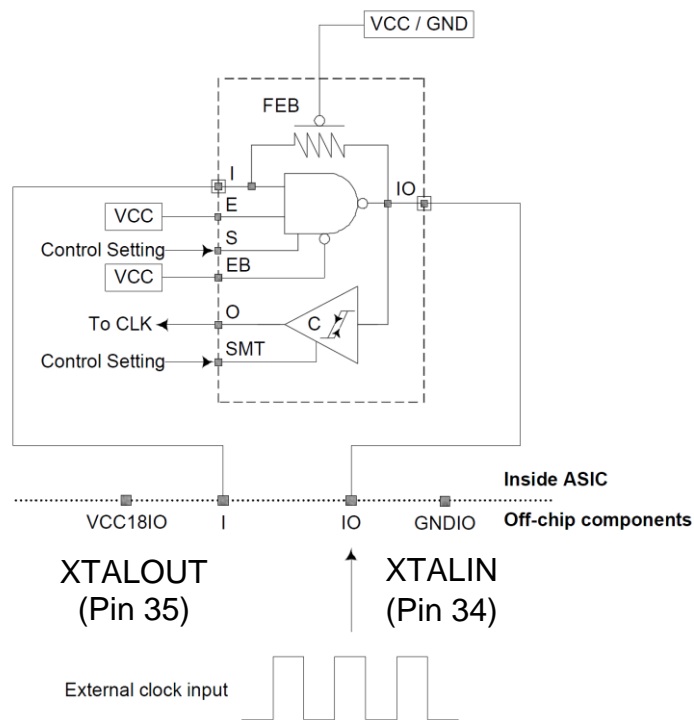 VCC / GND
FEB
I
IO
E
VCC
S
Control Setting
EB
VCC
O
To CLK
C
SMT
Control Setting
Inside ASIC
VCC18IO I IO GNDIO Off-chip components
XTALOUT XTALIN
(Pin 35) (Pin 34)
External clock input